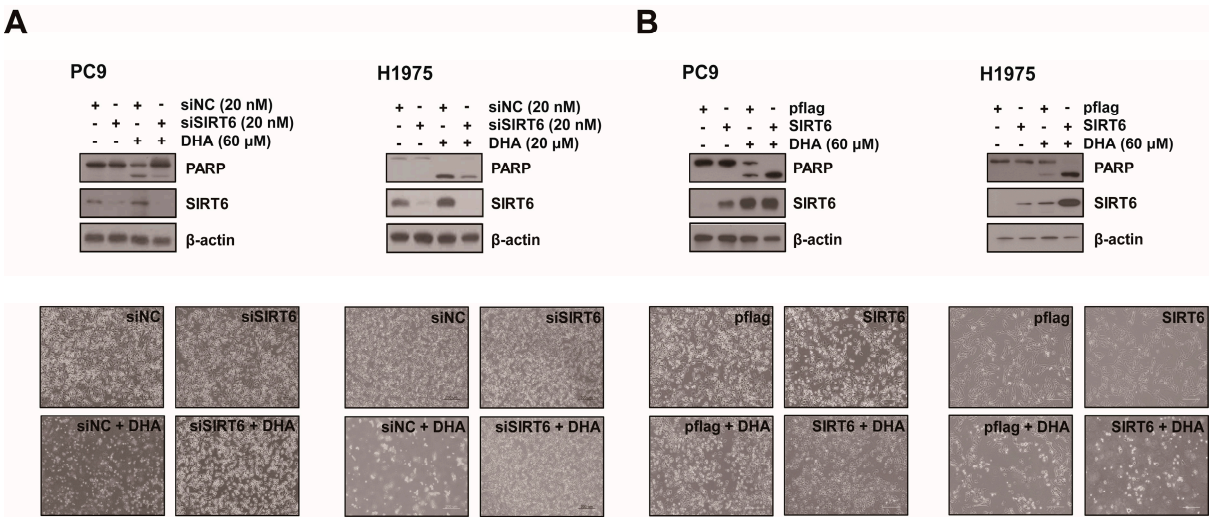 A
B
PC9
H1975
PC9
H1975
+ - + - siNC (20 nM)
- + - + siSIRT6 (20 nM)
- - + + DHA (60 µM)
PARP
SIRT6
β-actin
+ - + - siNC (20 nM)
- + - + siSIRT6 (20 nM)
- - + + DHA (20 µM)
PARP
SIRT6
β-actin
+ - + - pflag
- + - + SIRT6
- - + + DHA (60 µM)
PARP
SIRT6
β-actin
+ - + - pflag
- + - + SIRT6
- - + + DHA (60 µM)
PARP
SIRT6
β-actin
siNC
siSIRT6
siNC
siSIRT6
pflag
SIRT6
pflag
SIRT6
siNC + DHA
siSIRT6 + DHA
siNC + DHA
siSIRT6 + DHA
pflag + DHA
SIRT6 + DHA
pflag + DHA
SIRT6 + DHA